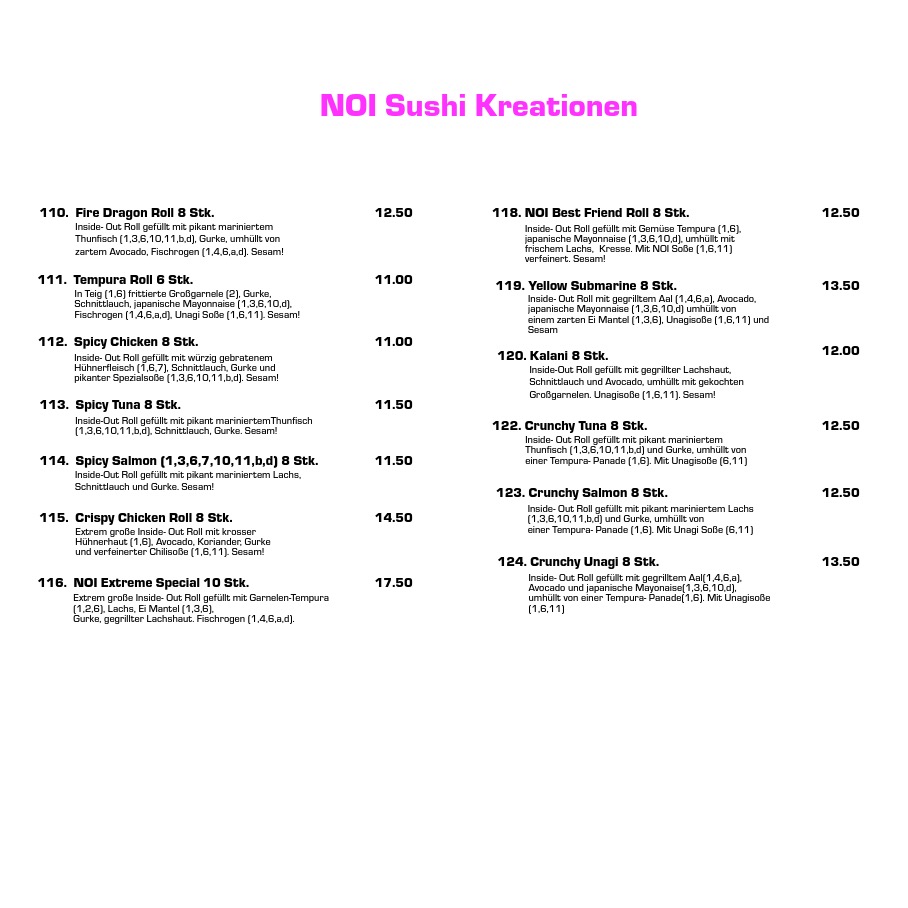 NOI Sushi Kreationen
110. Fire Dragon Roll 8 Stk. 12.50
Inside- Out Roll gefüllt mit pikant mariniertem
Thunfisch (1,3,6,10,11,b,d), Gurke, umhüllt von
zartem Avocado, Fischrogen (1,4,6,a,d). Sesam!
111. Tempura Roll 6 Stk. 11.00
In Teig (1,6) frittierte Großgarnele (2), Gurke,
Schnittlauch, japanische Mayonnaise (1,3,6,10,d),
Fischrogen (1,4,6,a,d), Unagi Soße (1,6,11). Sesam!
112. Spicy Chicken 8 Stk. 11.00
Inside- Out Roll gefüllt mit würzig gebratenem
Hühnerfleisch (1,6,7), Schnittlauch, Gurke und
pikanter Spezialsoße (1,3,6,10,11,b,d). Sesam!
113. Spicy Tuna 8 Stk. 11.50
Inside-Out Roll gefüllt mit pikant mariniertemThunfisch
(1,3,6,10,11,b,d), Schnittlauch, Gurke. Sesam!
114. Spicy Salmon (1,3,6,7,10,11,b,d) 8 Stk. 11.50
Inside-Out Roll gefüllt mit pikant mariniertem Lachs,
Schnittlauch und Gurke. Sesam!
115. Crispy Chicken Roll 8 Stk. 14.50
Extrem große Inside- Out Roll mit krosser
Hühnerhaut (1,6), Avocado, Koriander, Gurke
und verfeinerter Chilisoße (1,6,11). Sesam!
116. NOI Extreme Special 10 Stk. 17.50
Extrem große Inside- Out Roll gefüllt mit Garnelen-Tempura
(1,2,6), Lachs, Ei Mantel (1,3,6),
Gurke, gegrillter Lachshaut. Fischrogen (1,4,6,a,d).
118. NOI Best Friend Roll 8 Stk. 12.50
Inside- Out Roll gefüllt mit Gemüse Tempura (1,6),
japanische Mayonnaise (1,3,6,10,d), umhüllt mit
frischem Lachs, Kresse. Mit NOI Soße (1,6,11)
verfeinert. Sesam!
119. Yellow Submarine 8 Stk. 13.50
Inside- Out Roll mit gegrilltem Aal (1,4,6,a), Avocado,
japanische Mayonnaise (1,3,6,10,d) umhüllt von
einem zarten Ei Mantel (1,3,6), Unagisoße (1,6,11) und
Sesam
120. Kalani 8 Stk. 12.00
Inside-Out Roll gefüllt mit gegrillter Lachshaut,
Schnittlauch und Avocado, umhüllt mit gekochten
Großgarnelen. Unagisoße (1,6,11). Sesam!
122. Crunchy Tuna 8 Stk. 12.50
Inside- Out Roll gefüllt mit pikant mariniertem
Thunfisch (1,3,6,10,11,b,d) und Gurke, umhüllt von
einer Tempura- Panade (1,6). Mit Unagisoße (6,11)
123. Crunchy Salmon 8 Stk. 12.50
Inside- Out Roll gefüllt mit pikant mariniertem Lachs
(1,3,6,10,11,b,d) und Gurke, umhüllt von
einer Tempura- Panade (1,6). Mit Unagi Soße (6,11)
124. Crunchy Unagi 8 Stk. 13.50
Inside- Out Roll gefüllt mit gegrilltem Aal(1,4,6,a),
Avocado und japanische Mayonaise(1,3,6,10,d),
umhüllt von einer Tempura- Panade(1,6). Mit Unagisoße
(1,6,11)